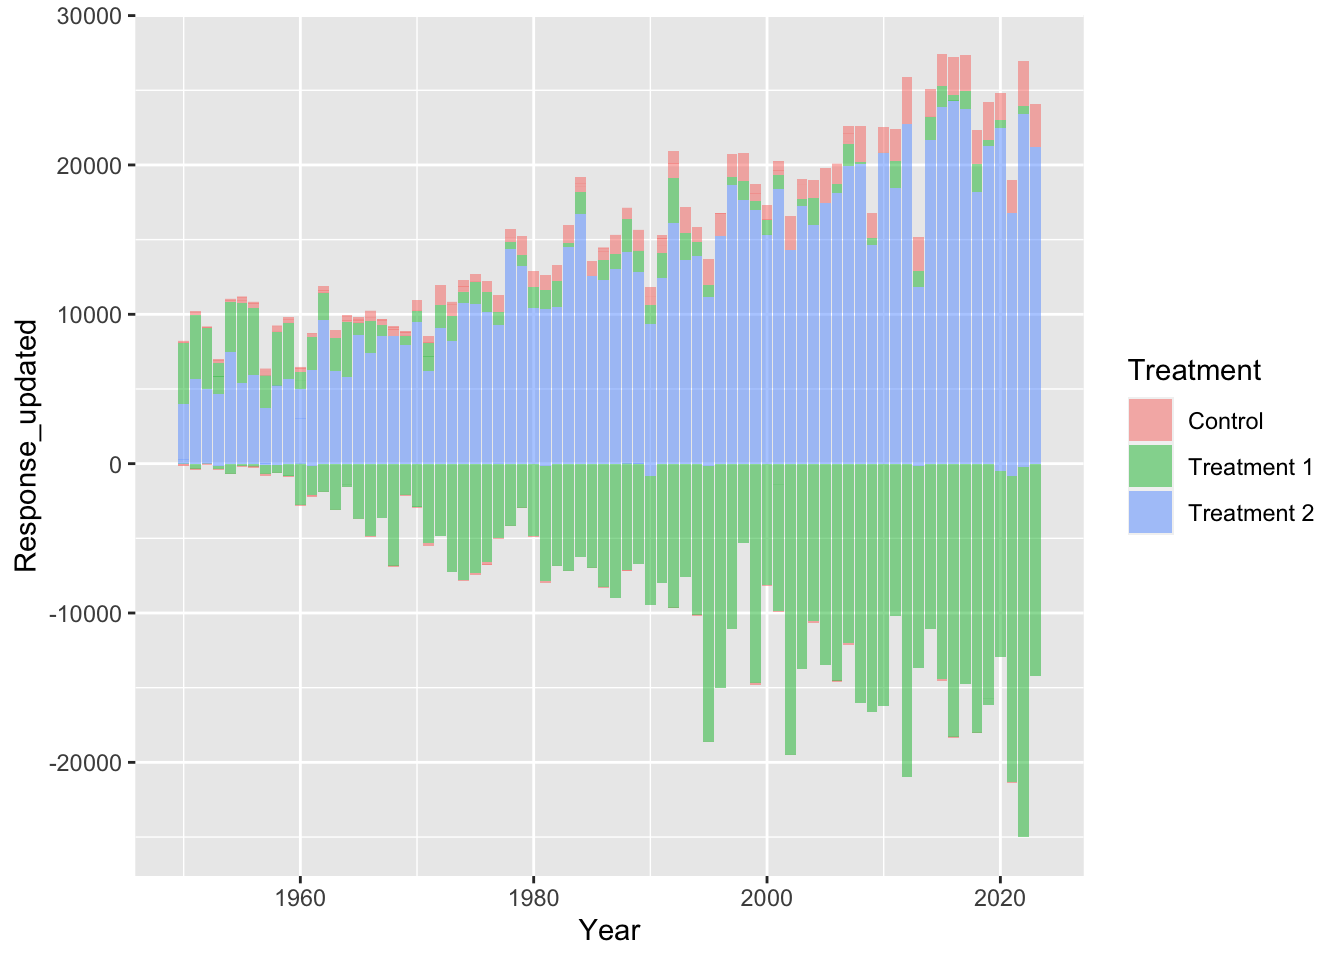 30000
20000
10000
0
-10000
-20000
Response_updated
1960
1980
2000
2020
Year
Treatment
Control
Treatment 1
Treatment 2